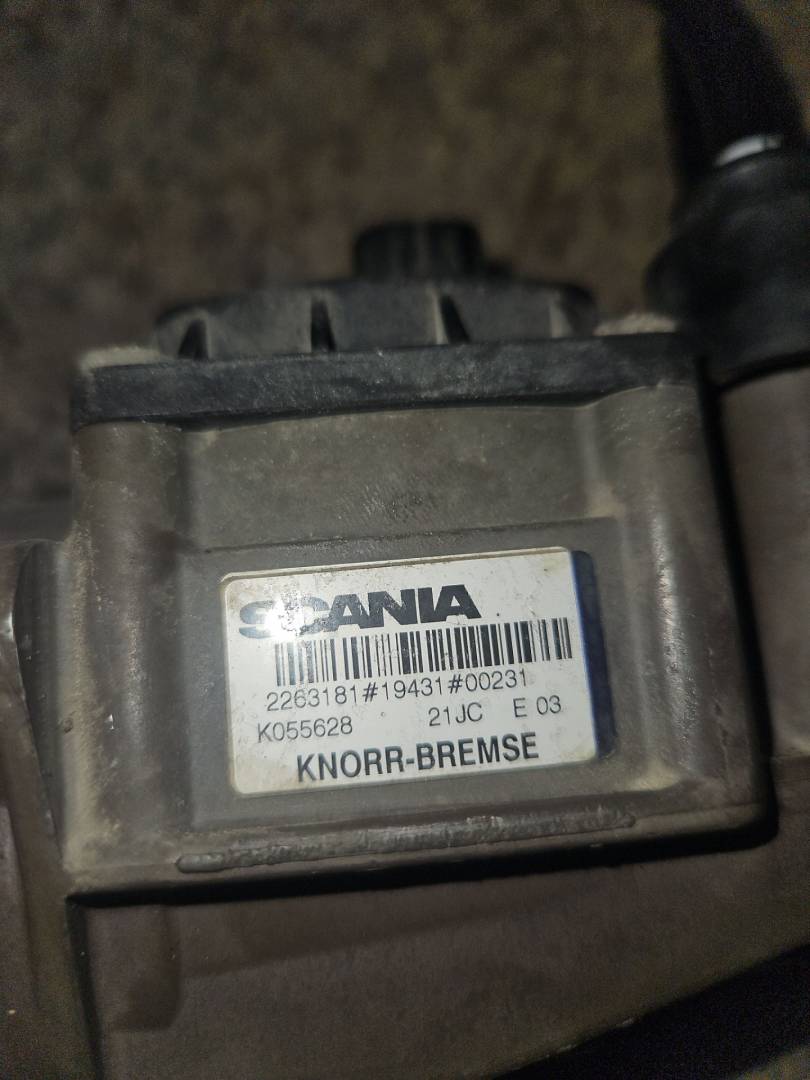 SCANIA
2263181#19431#00231
K055628 21JC E 03
KNORR-BREMSE